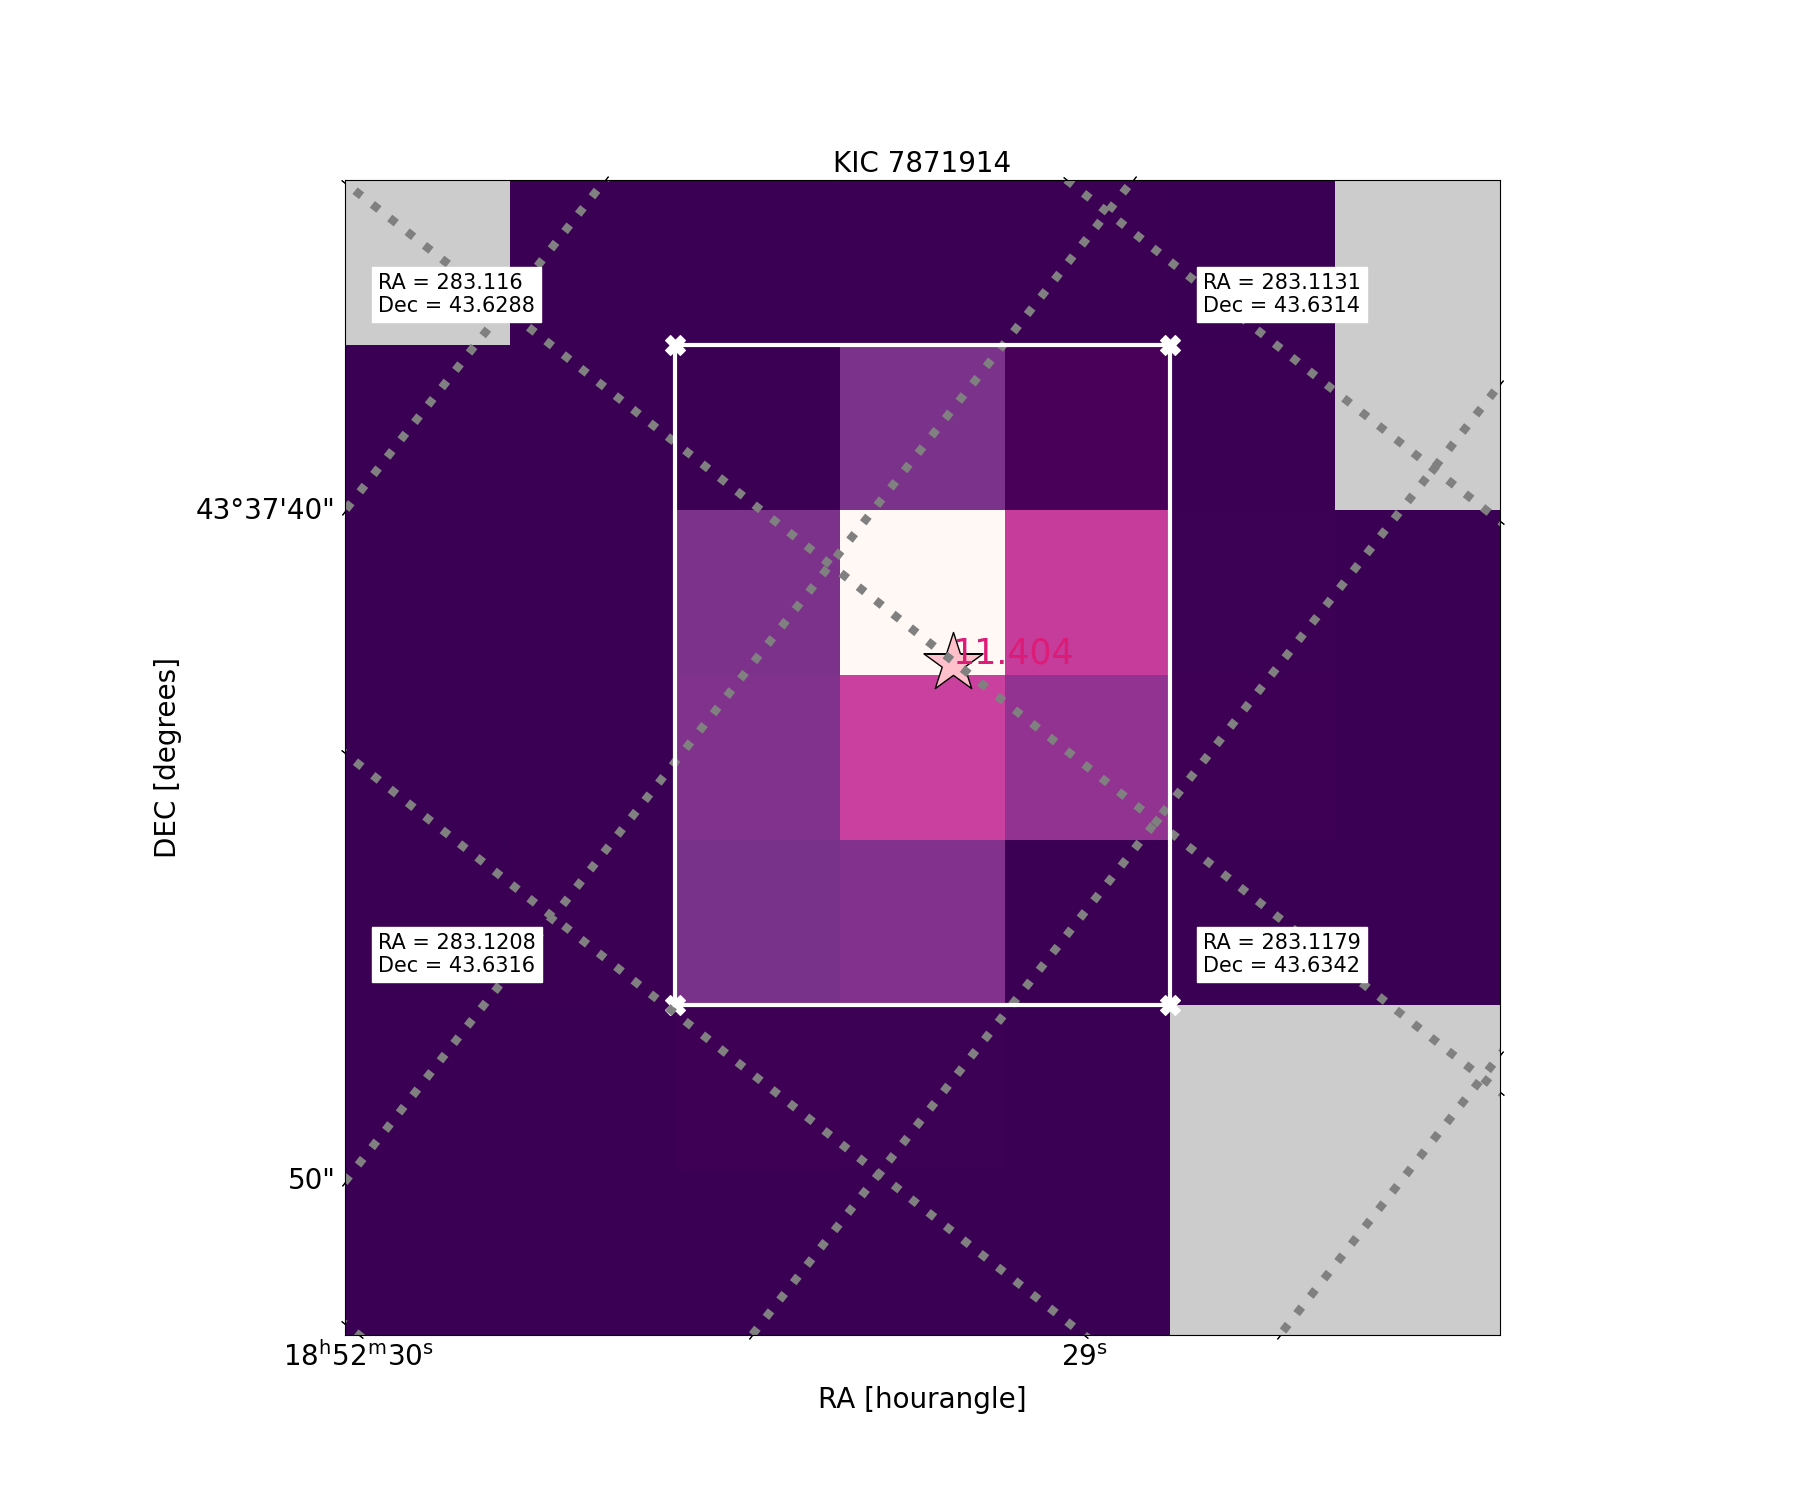 KIC 7871914
RA = 283.116
Dec = 43.6288
RA = 283.1131
Dec = 43.6314
43°37'40"
11.404
DEC [degrees]
RA = 283.1208
Dec = 43.6316
RA = 283.1179
Dec = 43.6342
50"
18ʰ52ᵐ30ˢ
29ˢ
RA [hourangle]